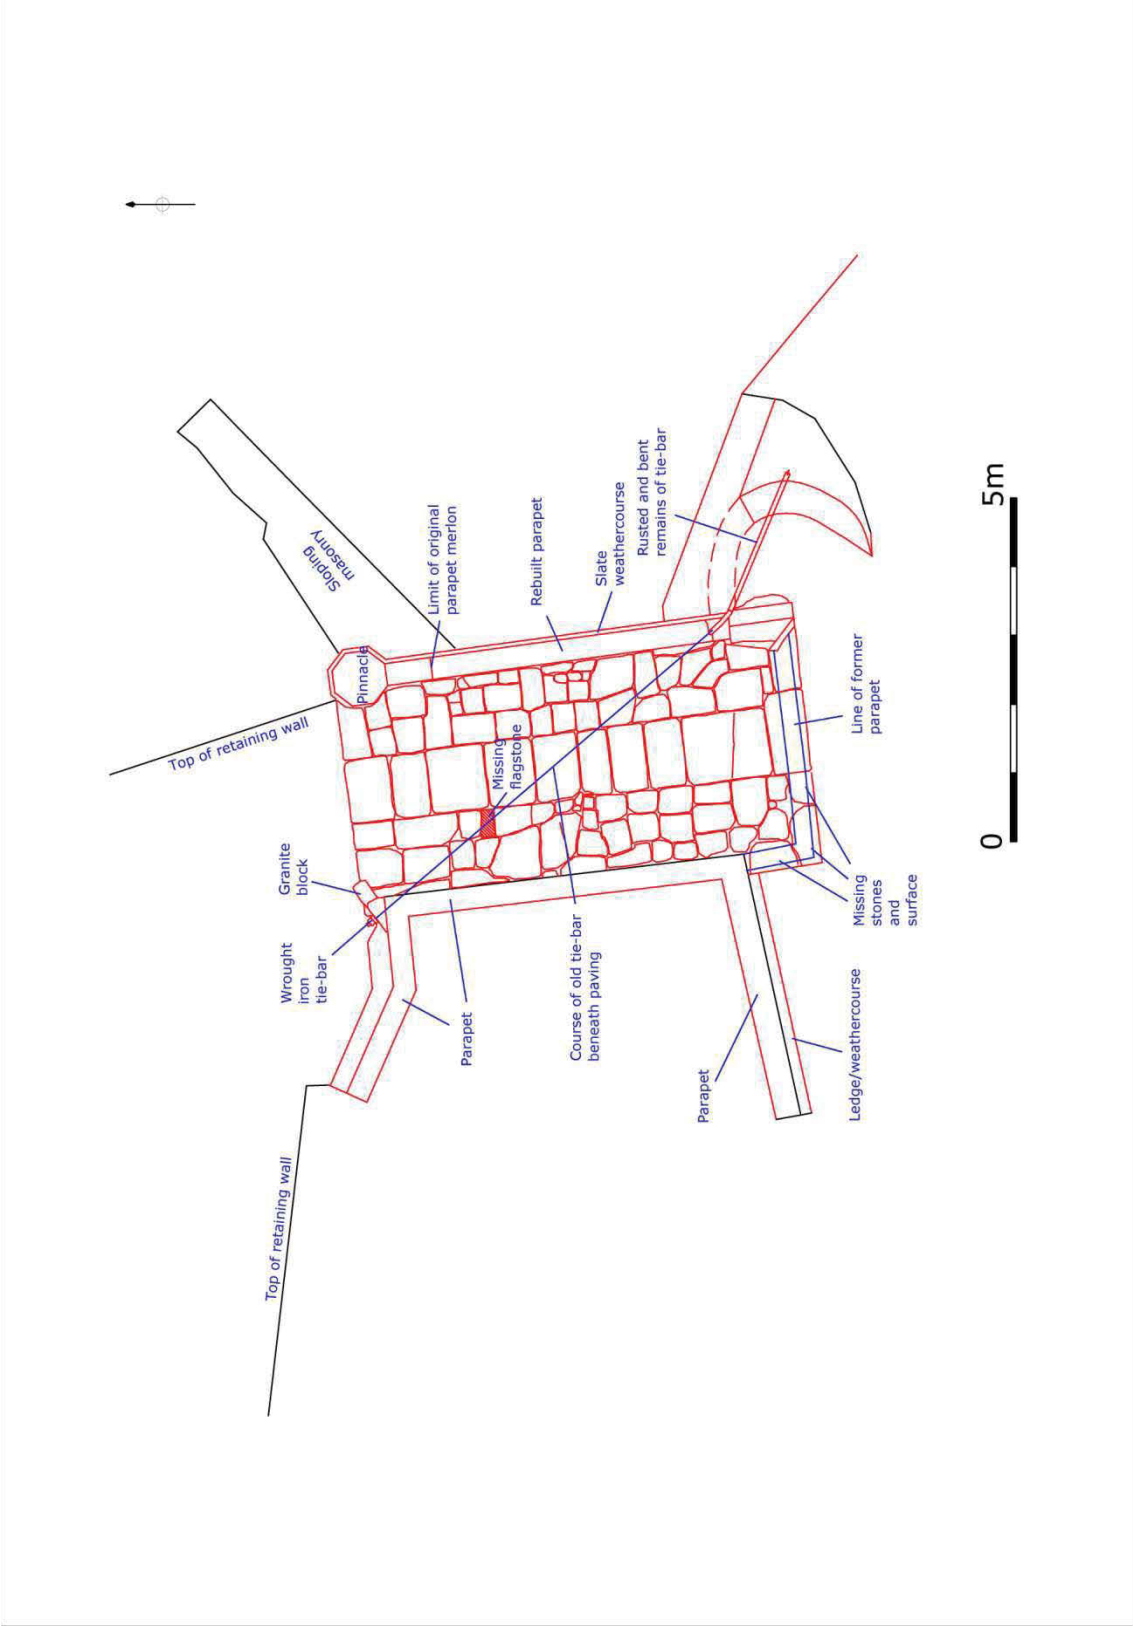 Top of retaining wall
Wrought
iron
tie-bar
Granite
block
Top of retaining wall
Pinnacle
Sloping
masonry
Parapet
Limit of original
parapet merlon
Missing
flagstone
Rebuilt parapet
Course of old tie-bar
beneath paving
Slate
weathercourse
Rusted and bent
remains of tie-bar
Parapet
Ledge/weathercourse
Missing
stones
and
surface
Line of former
parapet
0
5m